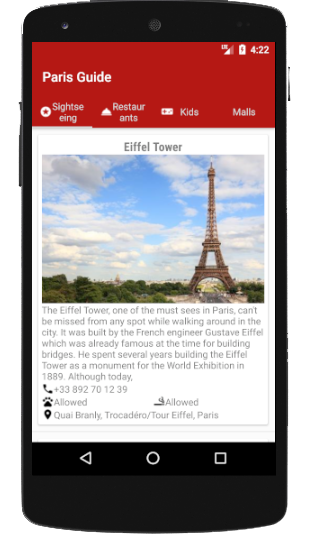 4:22
Paris Guide
Sightse
eing
Restaur
ants
Kids
Malls
Eiffel Tower
The Eiffel Tower, one of the must sees in Paris, can't
be missed from any spot while walking around in the
city. It was built by the French engineer Gustave Eiffel
which was already famous at the time for building
bridges. He spent several years building the Eiffel
Tower as a monument for the World Exhibition in
1889. Although today,
+33 892 70 12 39
Allowed Allowed
Quai Branly, Trocadéro/Tour Eiffel, Paris